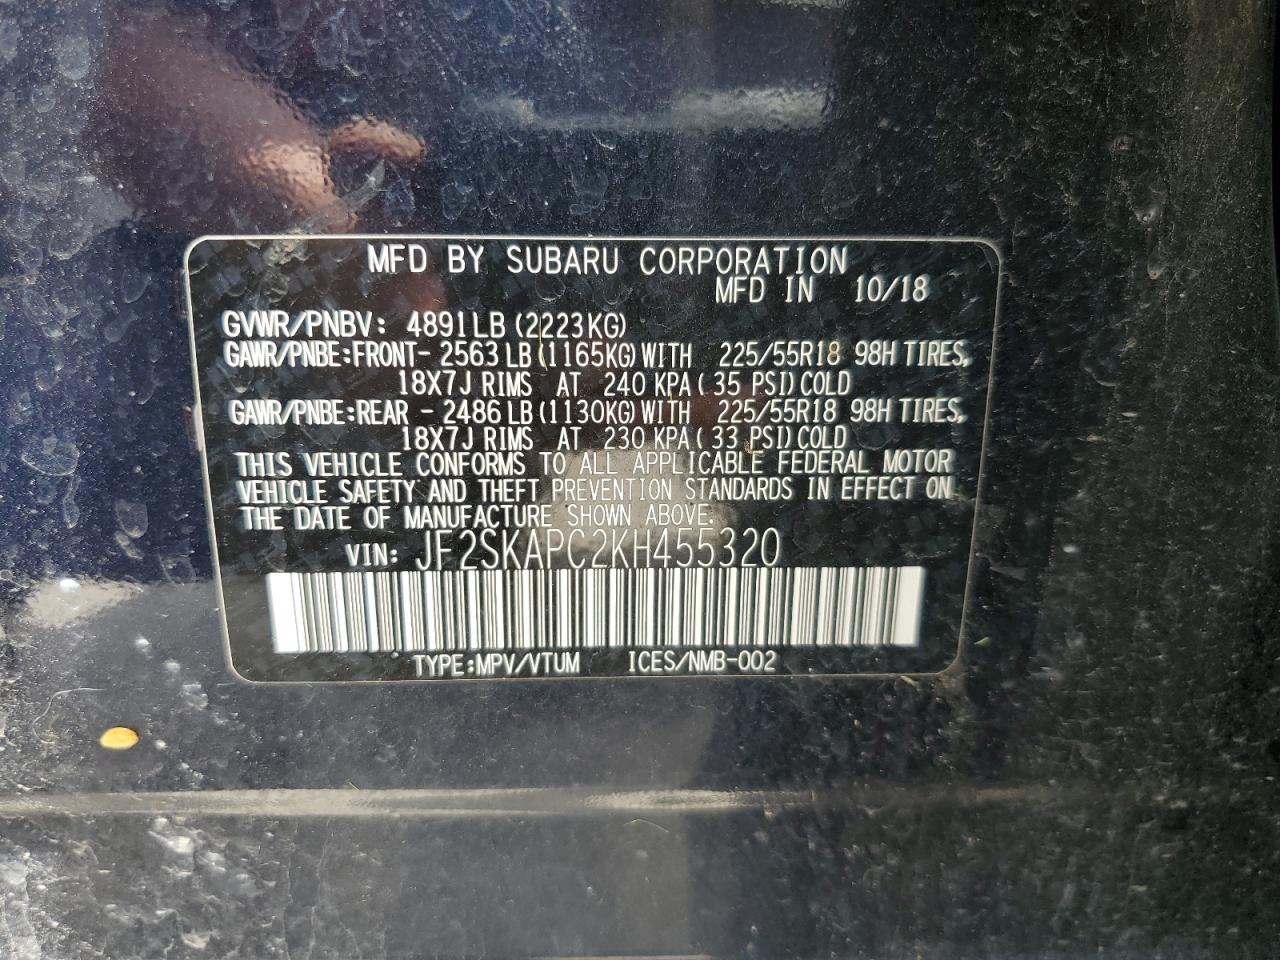 MFD BY SUBARU CORPORATION
MFD IN 10/18
GVWR/PNBV: 4891LB(2223KG)
GAWR/PNBE:FRONT- 2563LB(1165KG)WITH 225/55R18 98H TIRES,
18X7J RIMS AT 240 KPA( 35 PSI)COLD
GAWR/PNBE:REAR - 2486LB(1130KG)WITH 225/55R18 98H TIRES,
18X7J RIMS AT 230 KPA( 33 PSI)COLD
THIS VEHICLE CONFORMS TO ALL APPLICABLE FEDERAL MOTOR
VEHICLE SAFETY AND THEFT PREVENTION STANDARDS IN EFFECT ON
THE DATE OF MANUFACTURE SHOWN ABOVE.
VIN: JF2SKAPC2KH455320
TYPE:MPV/VTUM ICES/NMB-002